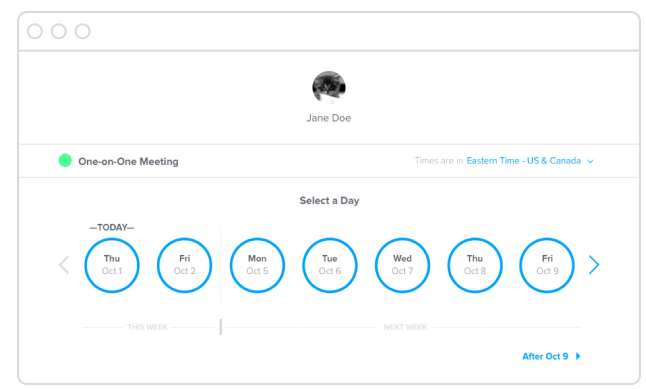 Jane Doe
One-on-One Meeting
Times are in Eastern Time - US & Canada
Select a Day
—TODAY—
Thu Fri Mon Tue Wed Thu Fri
Oct 1 Oct 2 Oct 5 Oct 6 Oct 7 Oct 8 Oct 9
THIS WEEK NEXT WEEK
After Oct 9